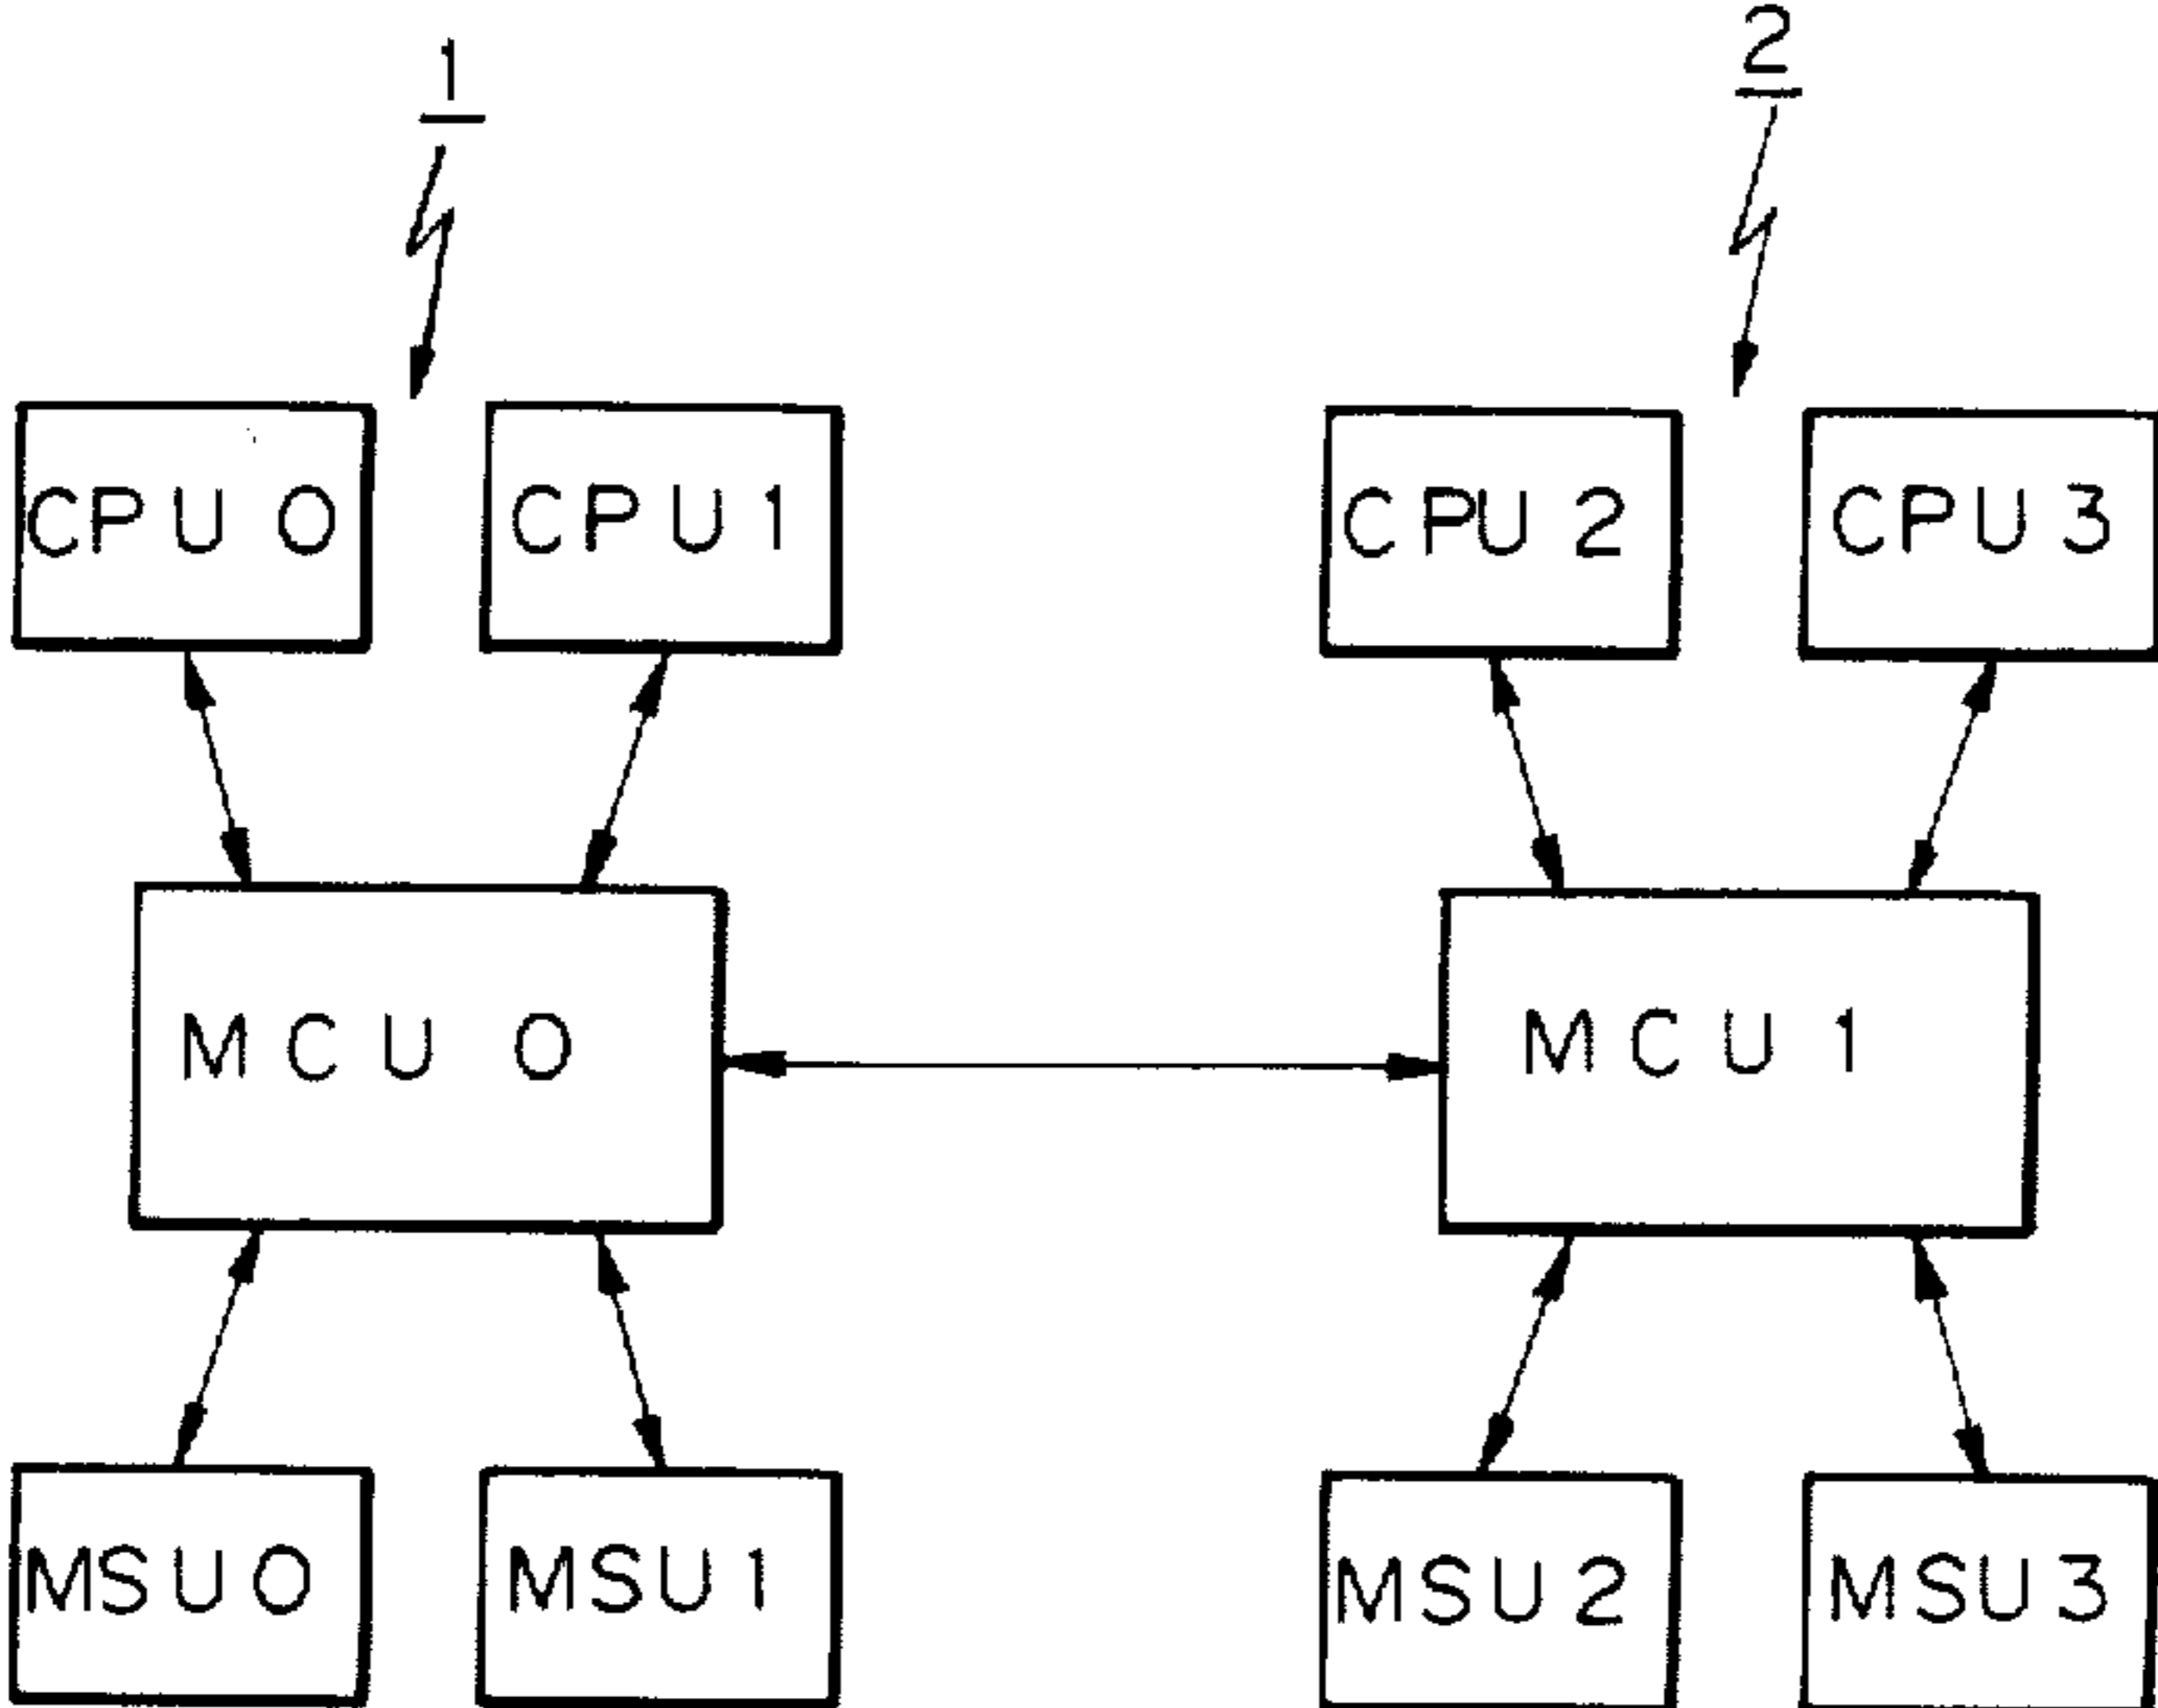 1
2
CPU 0
CPU 1
CPU 2
CPU 3
MCU 0
MCU 1
MSU 0
MSU 1
MSU 2
MSU 3